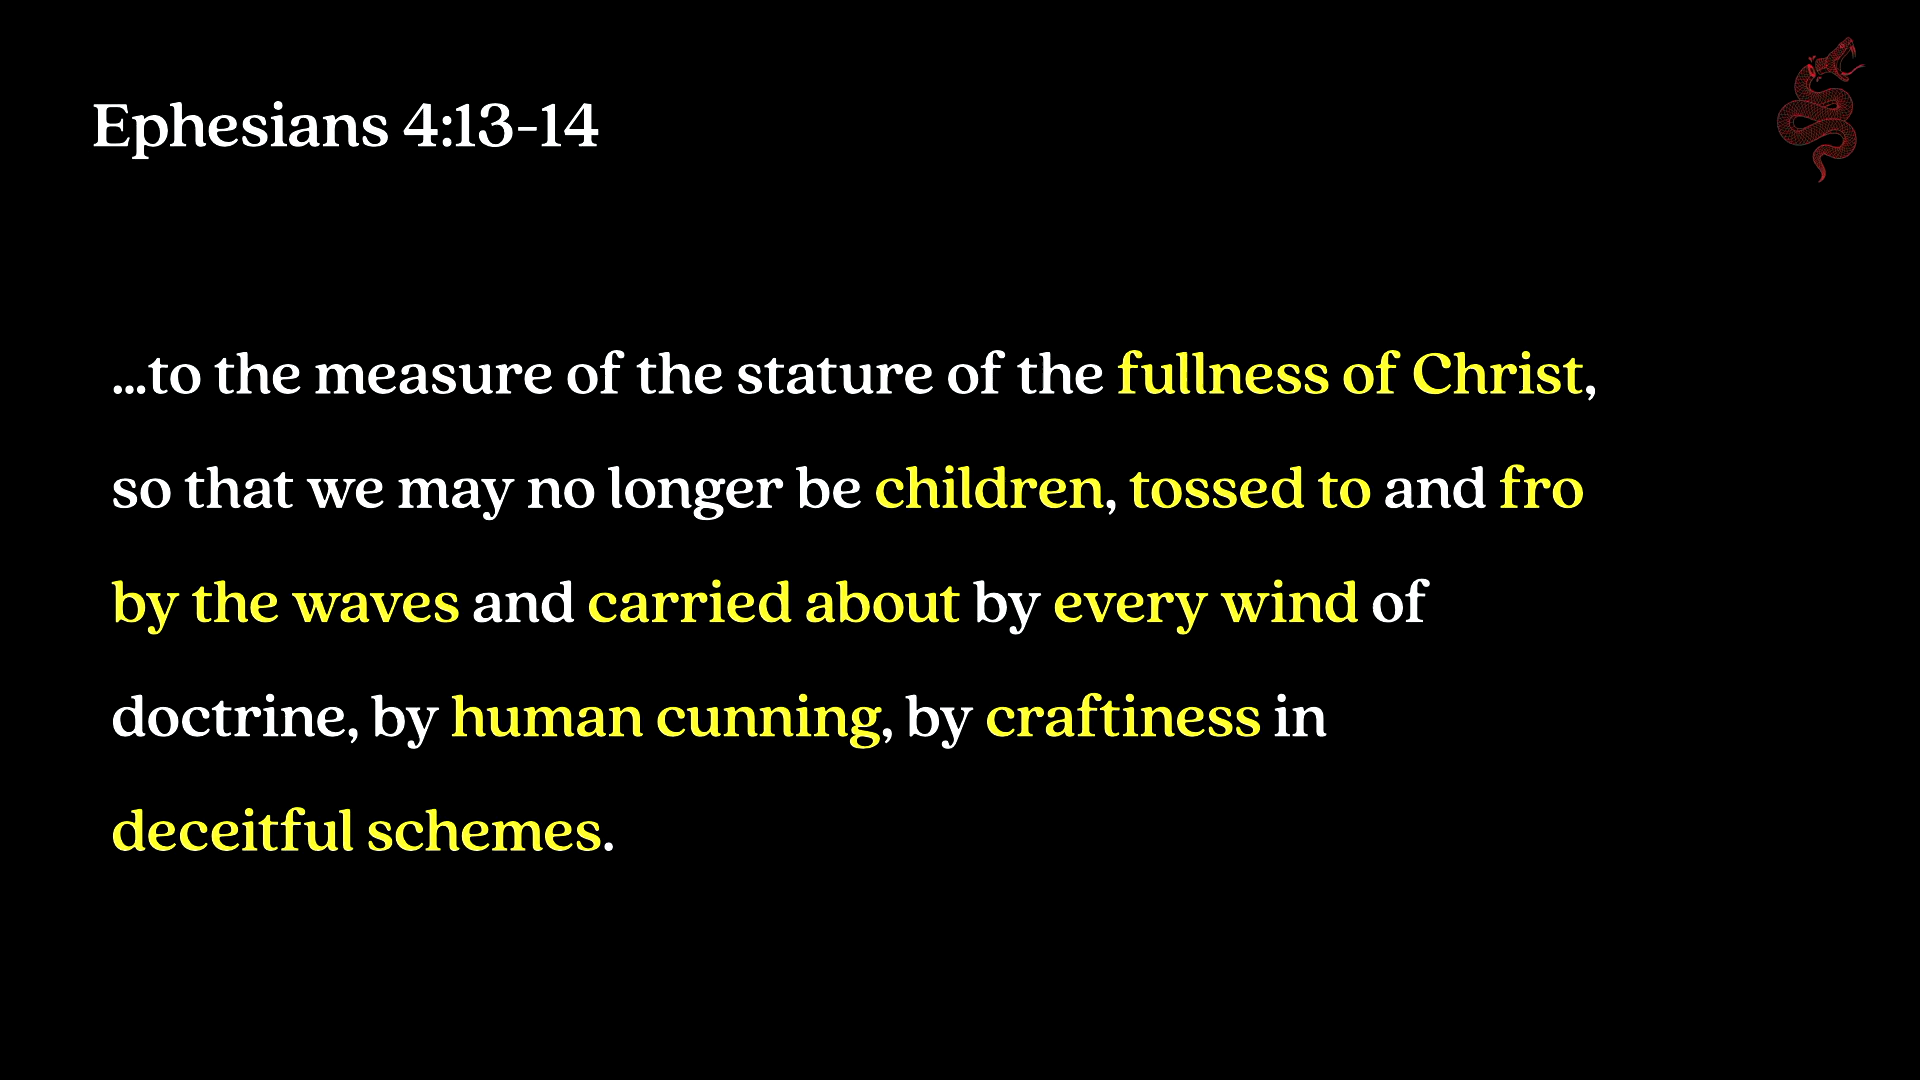 Ephesians 4:13-14
...to the measure of the stature of the fullness of Christ,
so that we may no longer be children, tossed to and fro
by the waves and carried about by every wind of
doctrine, by human cunning, by craftiness in
deceitful schemes.